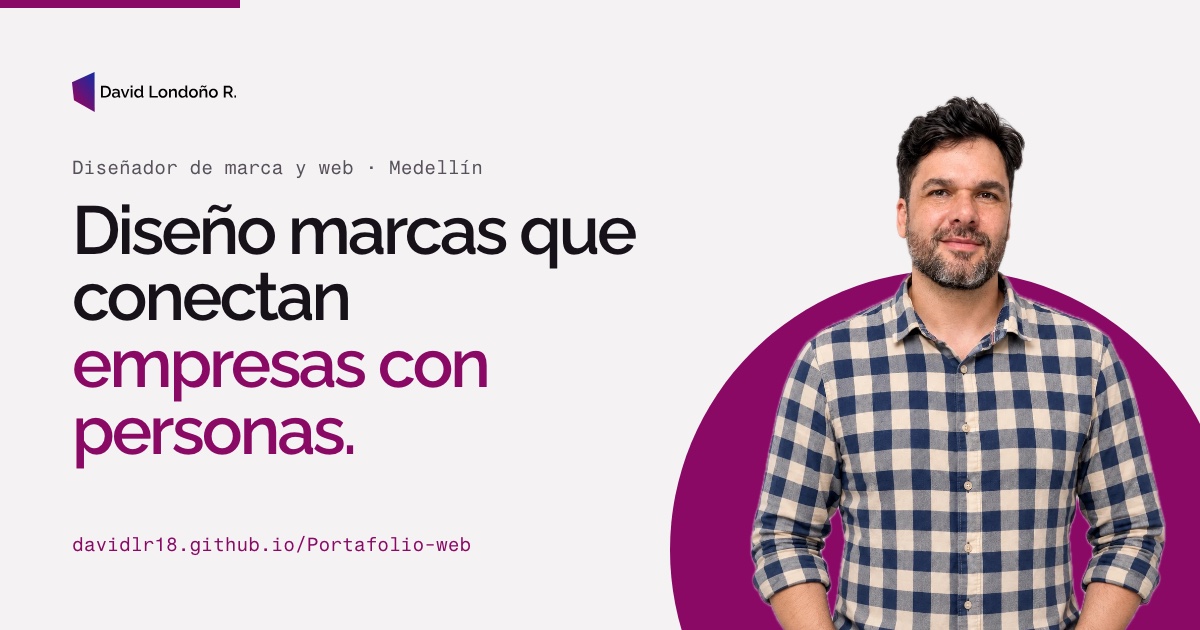 David Londoño R.
Diseñador de marca y web · Medellín
Diseño marcas que
conectan
empresas con
personas.
davidlr18.github.io/Portafolio-web